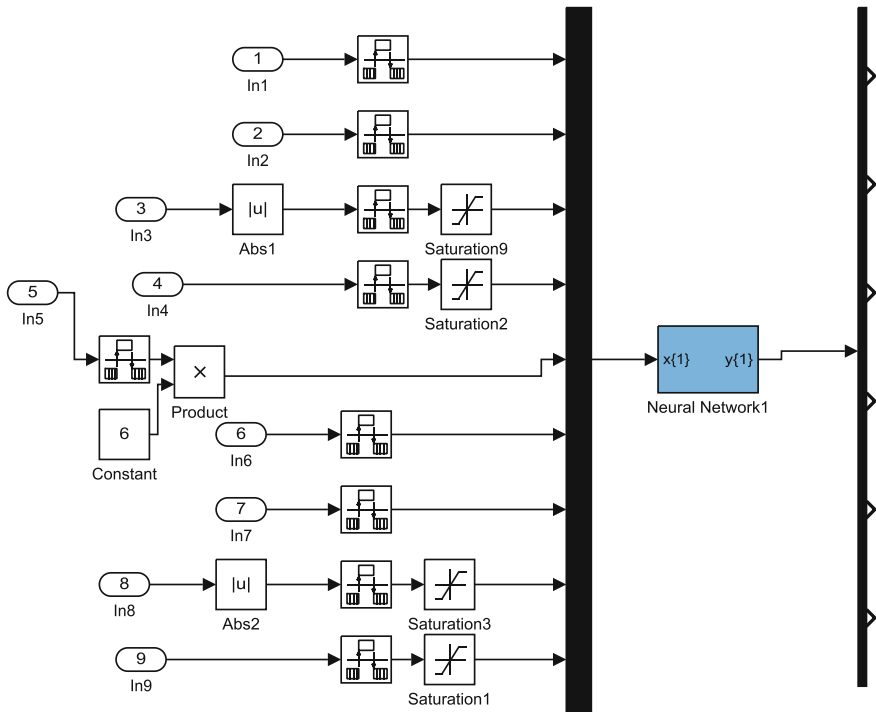 1
In1
2
In2
3
In3
|u|
Abs1
Saturation9
4
In4
Saturation2
5
In5
×
Product
6
Constant
6
In6
7
In7
8
In8
|u|
Abs2
Saturation3
9
In9
Saturation1
x{1}
y{1}
Neural Network1